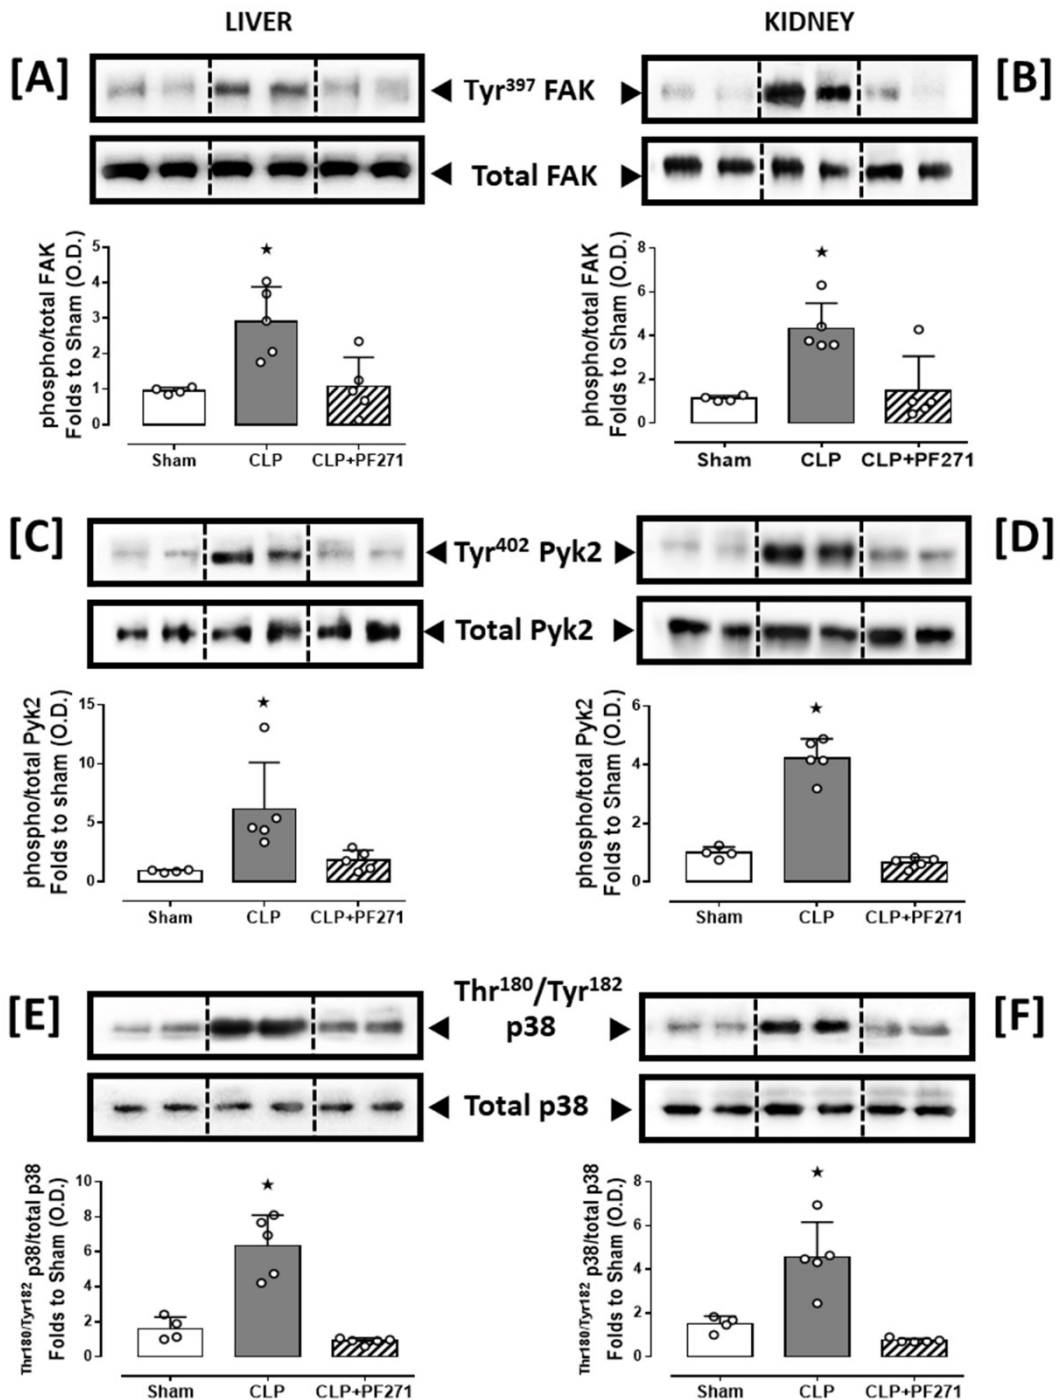 LIVER
KIDNEY
[A]
Tyr³⁹⁷ FAK
[B]
Total FAK
phospho/total FAK
Folds to Sham (O.D.)
5
4
3
2
1
0
★
Sham CLP CLP+PF271
phospho/total FAK
Folds to Sham (O.D.)
8
6
4
2
0
★
Sham CLP CLP+PF271
[C]
Tyr⁴⁰² Pyk2
[D]
Total Pyk2
phospho/total Pyk2
Folds to sham (O.D.)
15
10
5
0
★
Sham CLP CLP+PF271
phospho/total Pyk2
Folds to Sham (O.D.)
6
4
2
0
★
Sham CLP CLP+PF271
[E]
Thr¹⁸⁰/Tyr¹⁸²
p38
[F]
Total p38
Thr180/Tyr182 p38/total p38
Folds to Sham (O.D.)
10
8
6
4
2
0
★
Sham CLP CLP+PF271
Thr180/Tyr182 p38/total p38
Folds to Sham (O.D.)
8
6
4
2
0
★
Sham CLP CLP+PF271